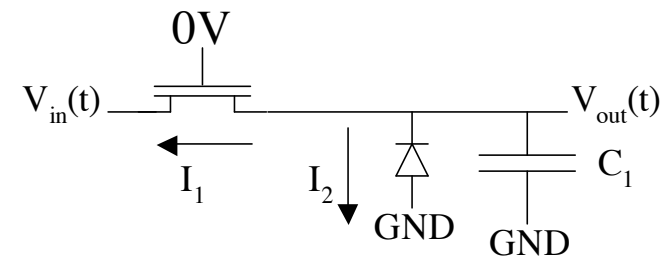 0V
V_in(t)
V_out(t)
I_1
I_2
C_1
GND
GND